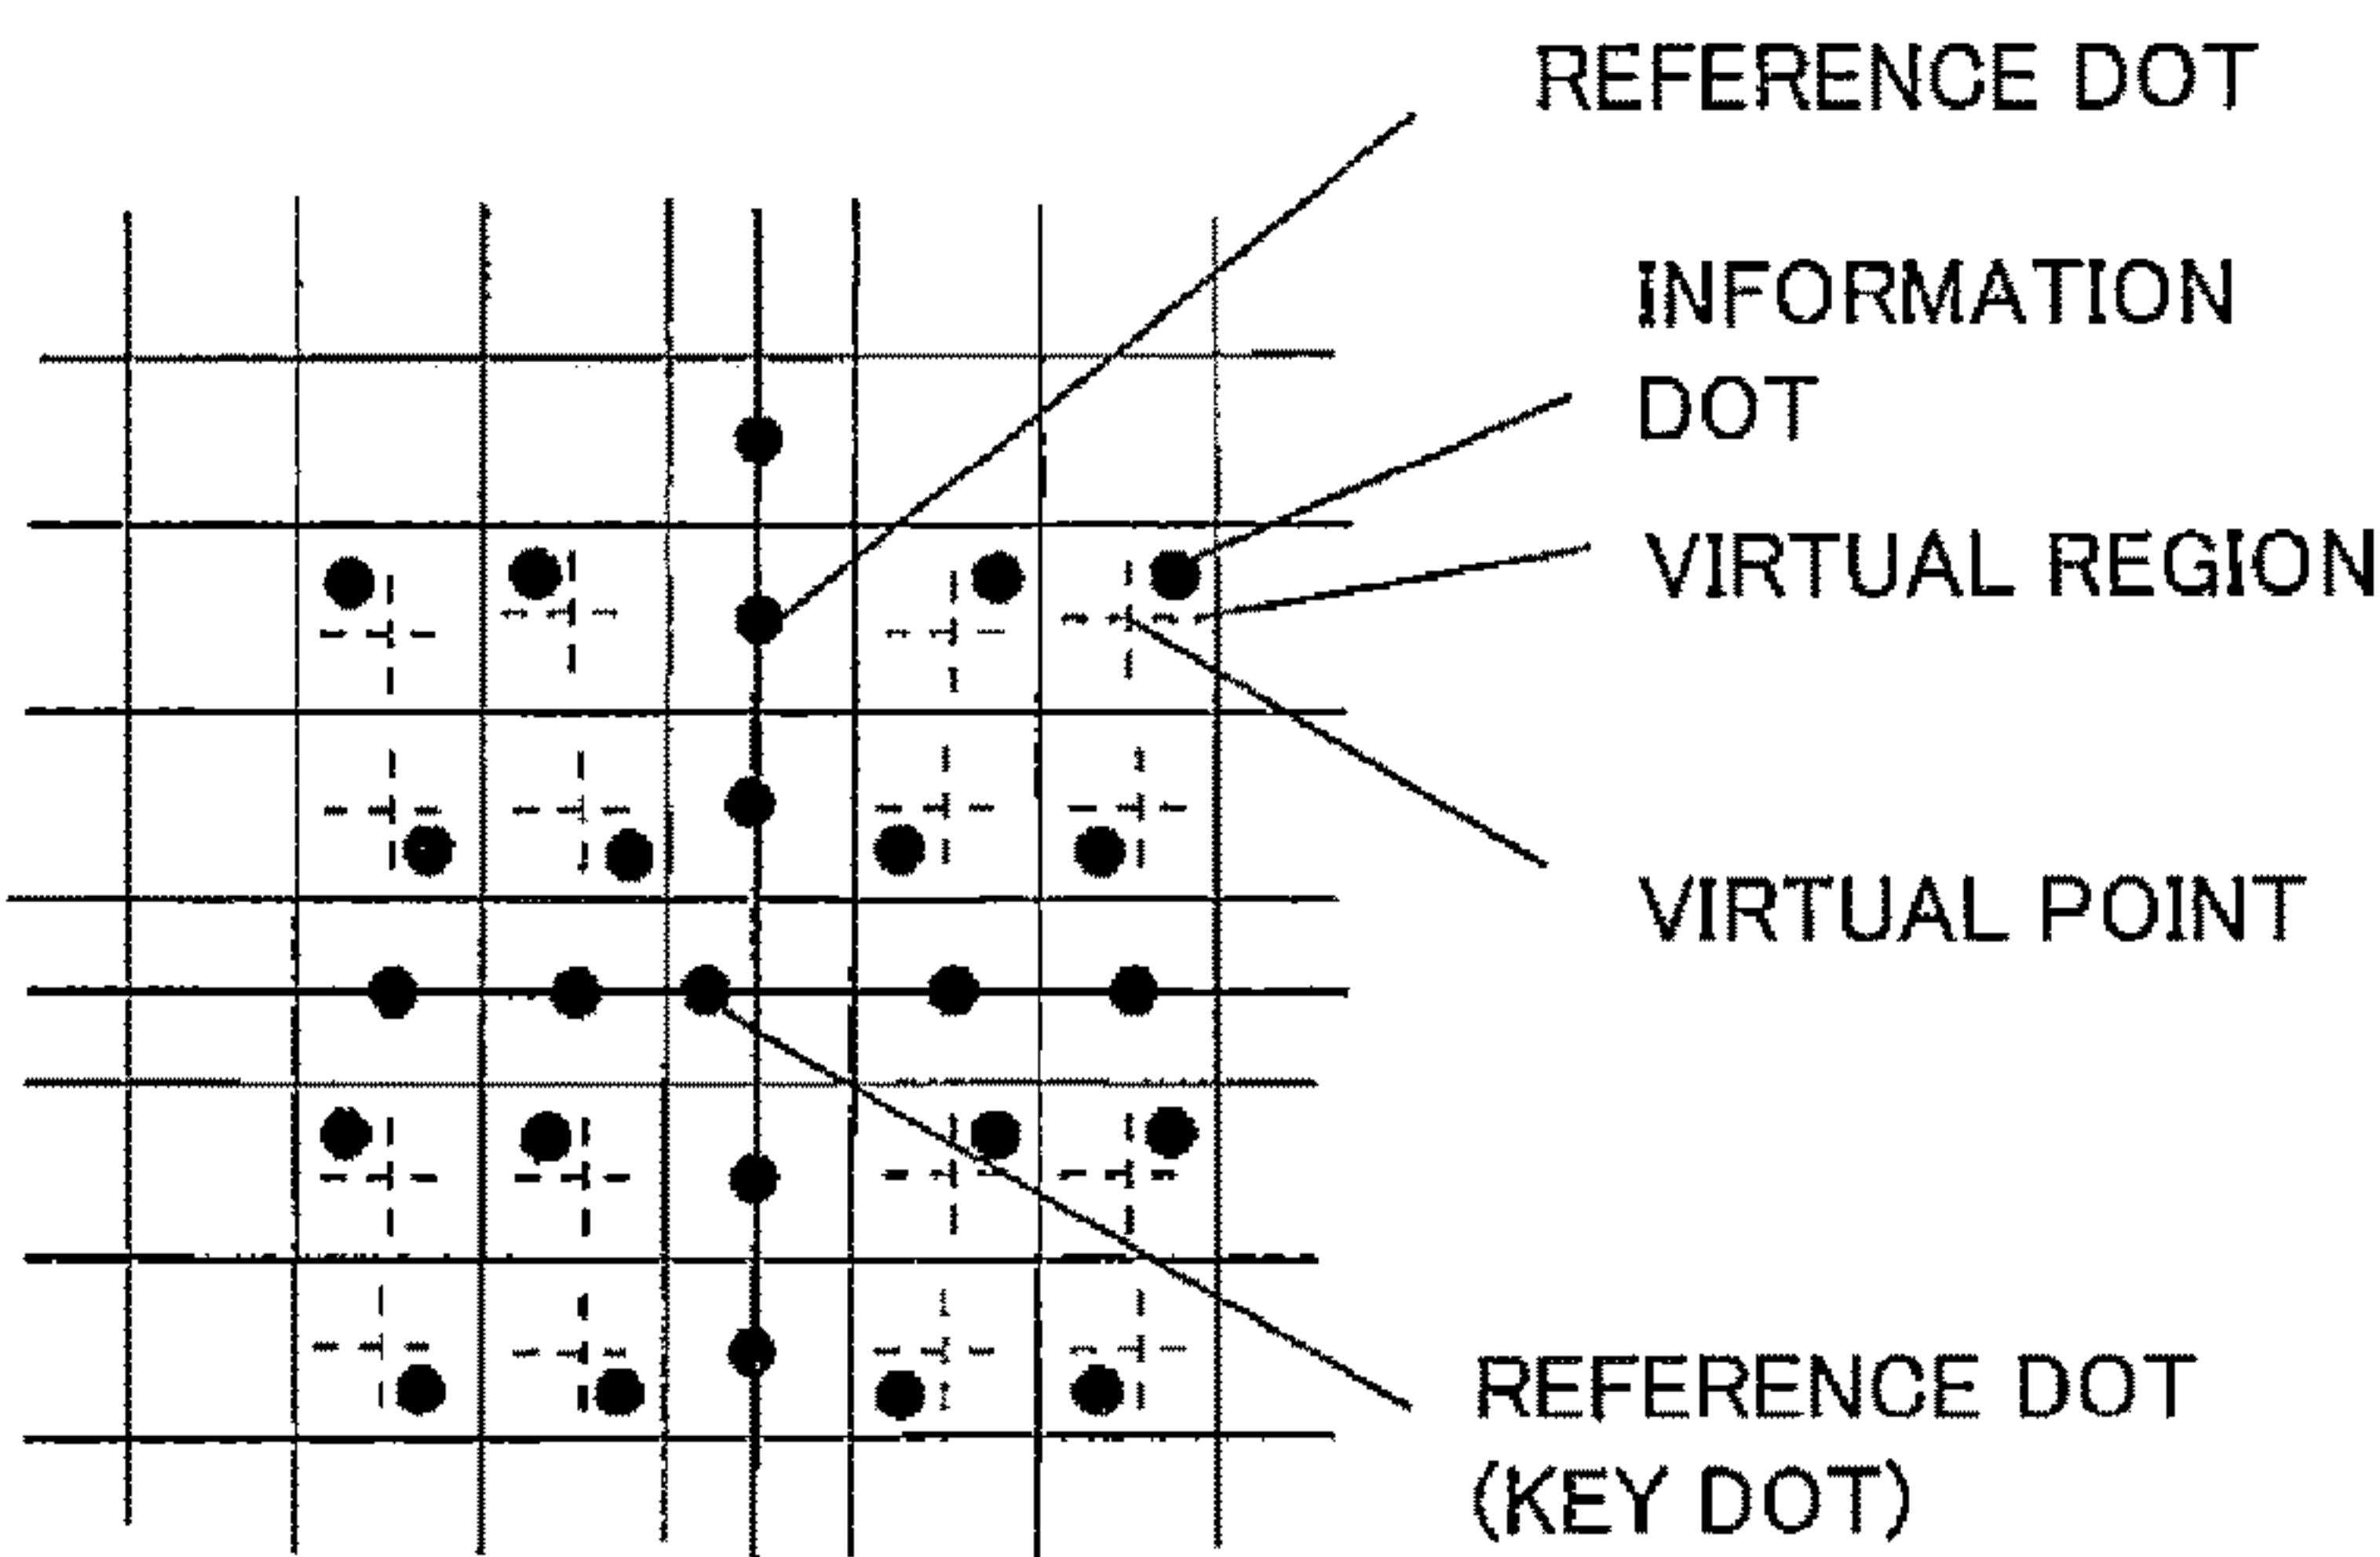 REFERENCE DOT
INFORMATION
DOT
VIRTUAL REGION
VIRTUAL POINT
REFERENCE DOT
(KEY DOT)